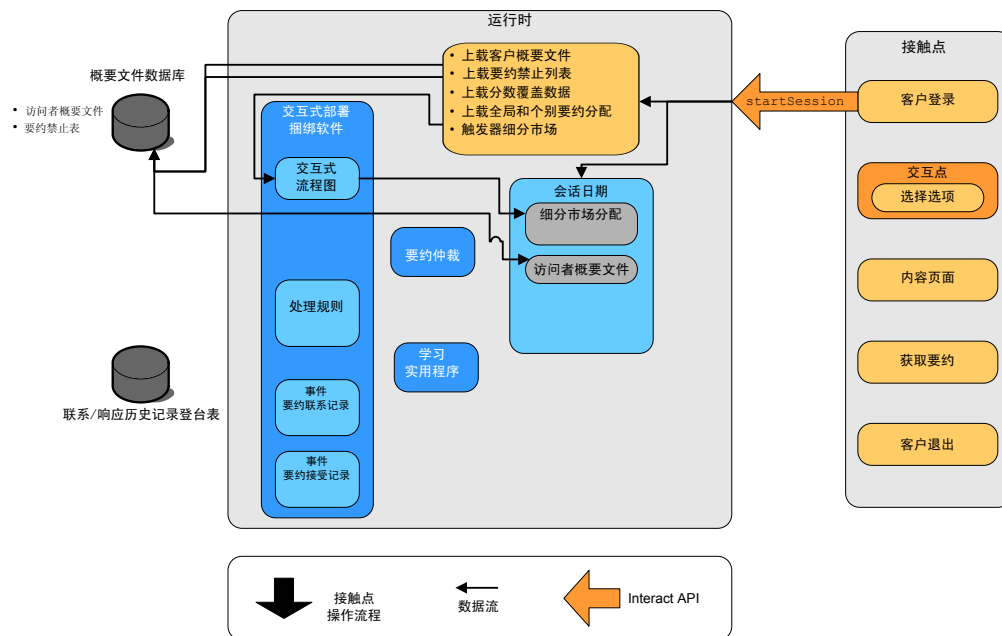 运行时
接触点
概要文件数据库
• 访问者概要文件
• 要约禁止表
• 上载客户概要文件
• 上载要约禁止列表
• 上载分数覆盖数据
• 上载全局和个别要约分配
• 触发器细分市场
startSession
客户登录
交互式部署
捆绑软件
交互式
流程图
会话日期
细分市场分配
访问者概要文件
交互点
选择选项
要约仲裁
内容页面
处理规则
学习
实用程序
获取要约
联系/响应历史记录登台表
事件
要约联系记录
客户退出
事件
要约接受记录
接触点
操作流程
数据流
Interact API